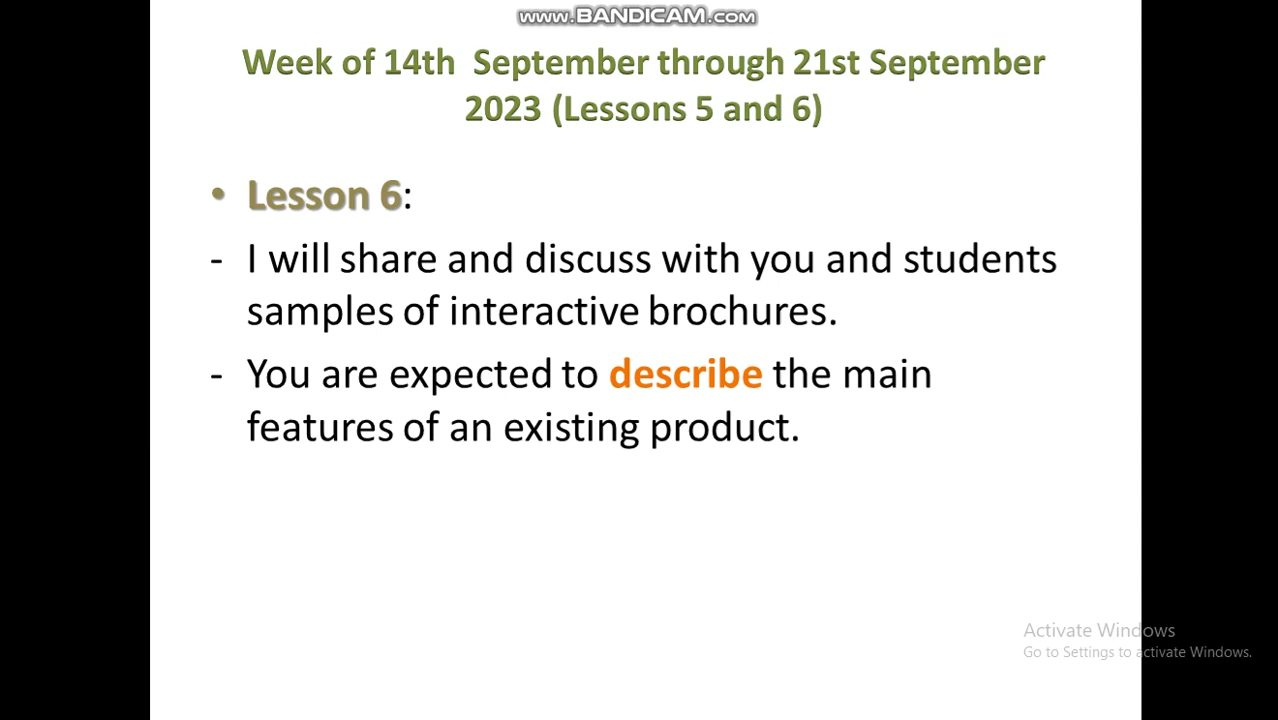 www.BANDICAM.com
Week of 14th  September through 21st September
2023 (Lessons 5 and 6)
• Lesson 6:
- I will share and discuss with you and students
samples of interactive brochures.
- You are expected to describe the main
features of an existing product.
Activate Windows
Go to Settings to activate Windows.